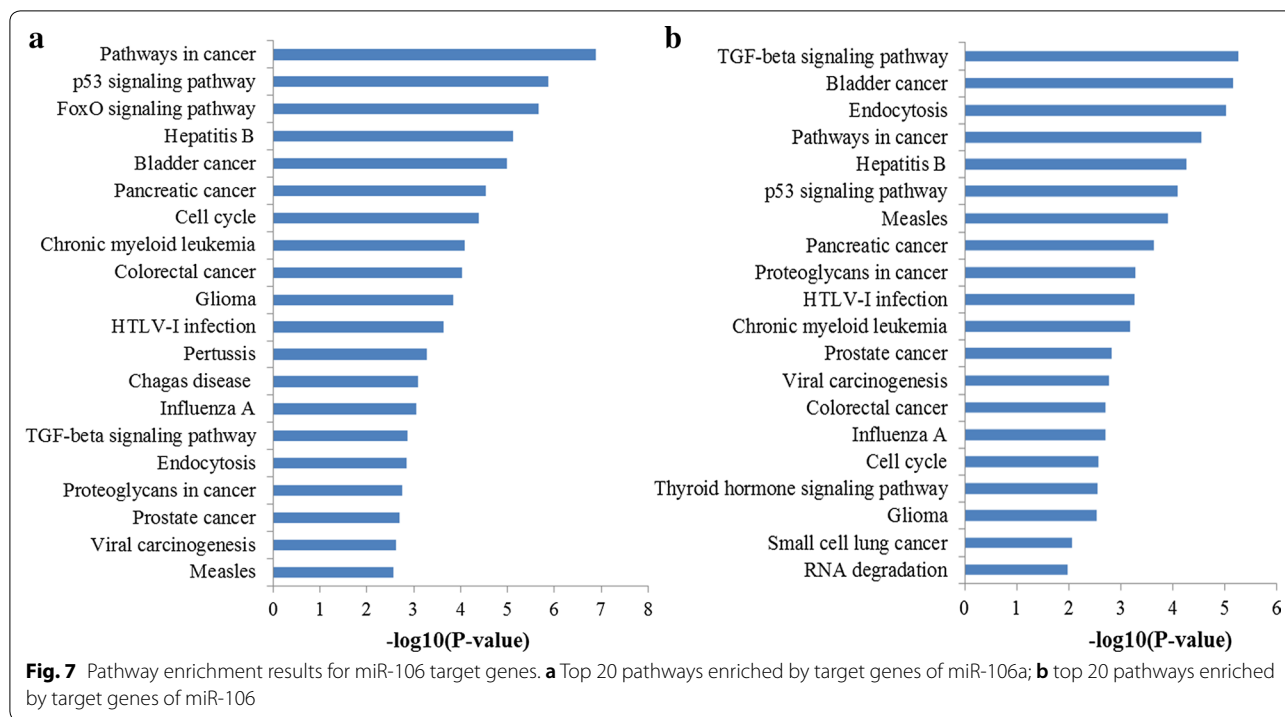 a
Pathways in cancer
p53 signaling pathway
FoxO signaling pathway
Hepatitis B
Bladder cancer
Pancreatic cancer
Cell cycle
Chronic myeloid leukemia
Colorectal cancer
Glioma
HTLV-I infection
Pertussis
Chagas disease
Influenza A
TGF-beta signaling pathway
Endocytosis
Proteoglycans in cancer
Prostate cancer
Viral carcinogenesis
Measles
0 1 2 3 4 5 6 7 8
-log10(P-value)
b
TGF-beta signaling pathway
Bladder cancer
Endocytosis
Pathways in cancer
Hepatitis B
p53 signaling pathway
Measles
Pancreatic cancer
Proteoglycans in cancer
HTLV-I infection
Chronic myeloid leukemia
Prostate cancer
Viral carcinogenesis
Colorectal cancer
Influenza A
Cell cycle
Thyroid hormone signaling pathway
Glioma
Small cell lung cancer
RNA degradation
0 1 2 3 4 5 6
-log10(P-value)
Fig. 7 Pathway enrichment results for miR-106 target genes. a Top 20 pathways enriched by target genes of miR-106a; b top 20 pathways enriched
by target genes of miR-106